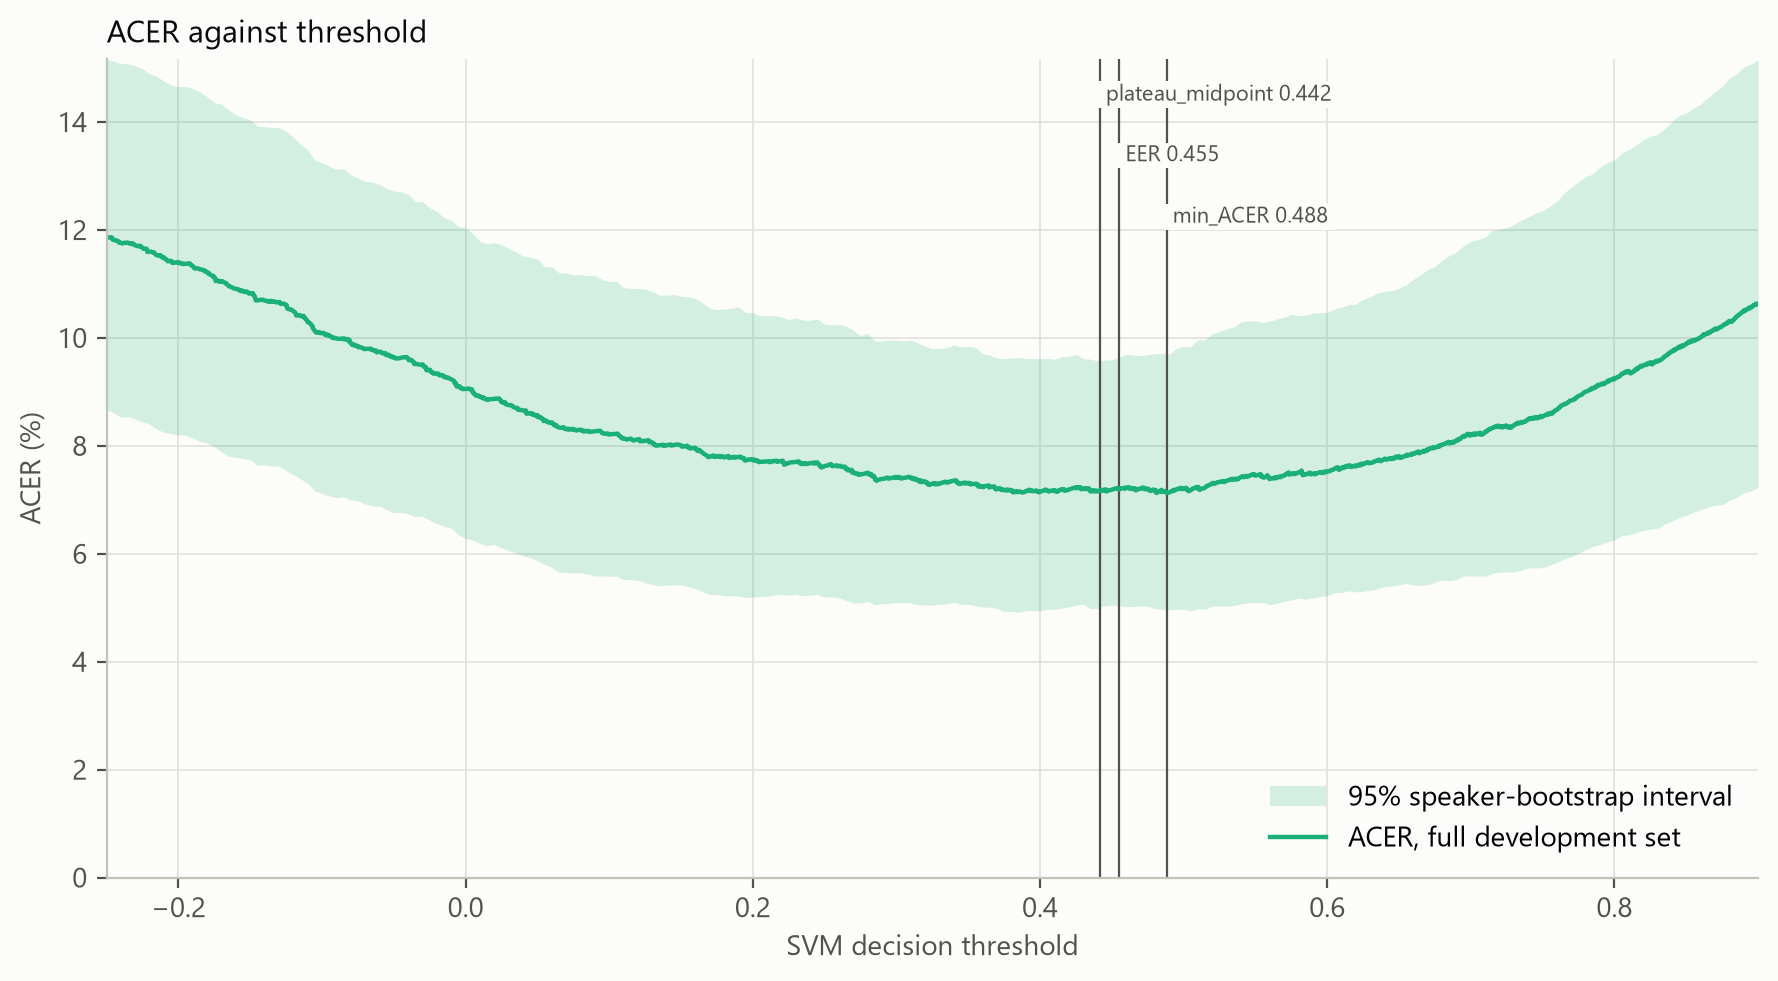 ACER against threshold
plateau_midpoint 0.442
EER 0.455
min_ACER 0.488
ACER (%)
14
12
10
8
6
4
2
0
95% speaker-bootstrap interval
ACER, full development set
−0.2
0.0
0.2
0.4
0.6
0.8
SVM decision threshold